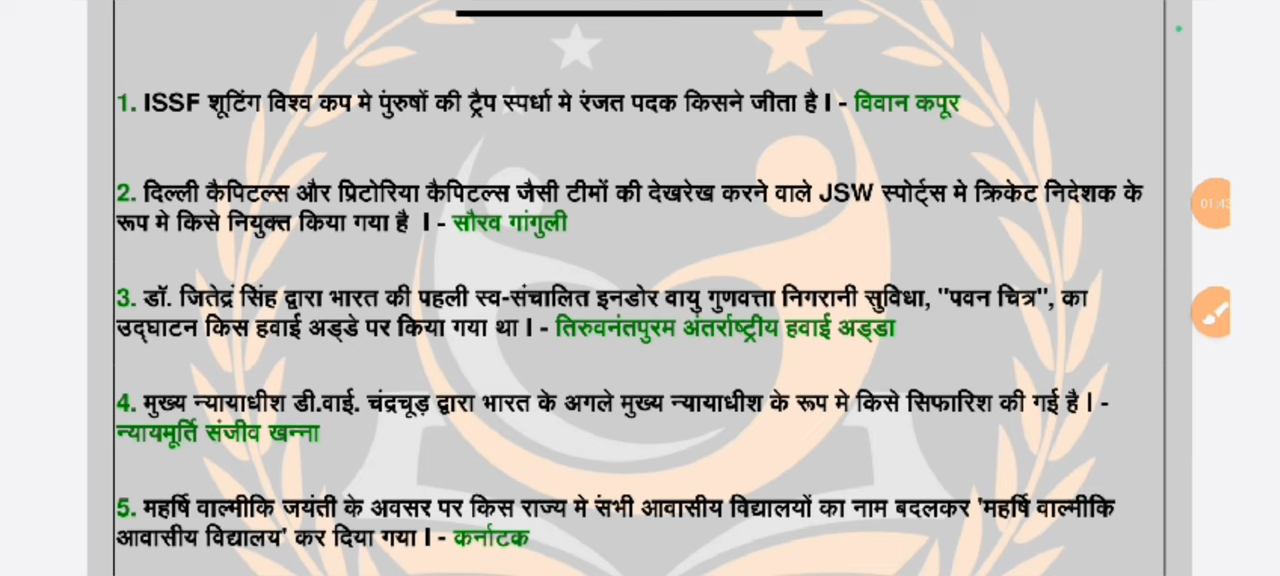 1. ISSF शूटिंग विश्व कप मे पुंरुषों की ट्रैप स्पर्धा मे रंजत पदक किसने जीता है I - विवान कपूर
2. दिल्ली कैपिटल्स और प्रिटोरिया कैपिटल्स जैसी टीमों की देखरेख करने वाले JSW स्पोर्ट्स मे क्रिकेट निदेशक के
रूप मे किसे नियुक्त किया गया है I - सौरव गांगुली
3. डॉ. जितेद्रं सिंह द्वारा भारत की पहली स्व-संचालित इनडोर वायु गुणवत्ता निगरानी सुविधा, "पवन चित्र", का
उद्घाटन किस हवाई अड्डे पर किया गया था I - तिरुवनंतपुरम अंतर्राष्ट्रीय हवाई अड्डा
4. मुख्य न्यायाधीश डी.वाई. चंद्रचूड़ द्वारा भारत के अगले मुख्य न्यायाधीश के रूप मे किसे सिफारिश की गई है I -
न्यायमूर्ति संजीव खन्ना
5. महर्षि वाल्मीकि जयंती के अवसर पर किस राज्य मे संभी आवासीय विद्यालयों का नाम बदलकर 'महर्षि वाल्मीकि
आवासीय विद्यालय' कर दिया गया I - कर्नाटक
01:43